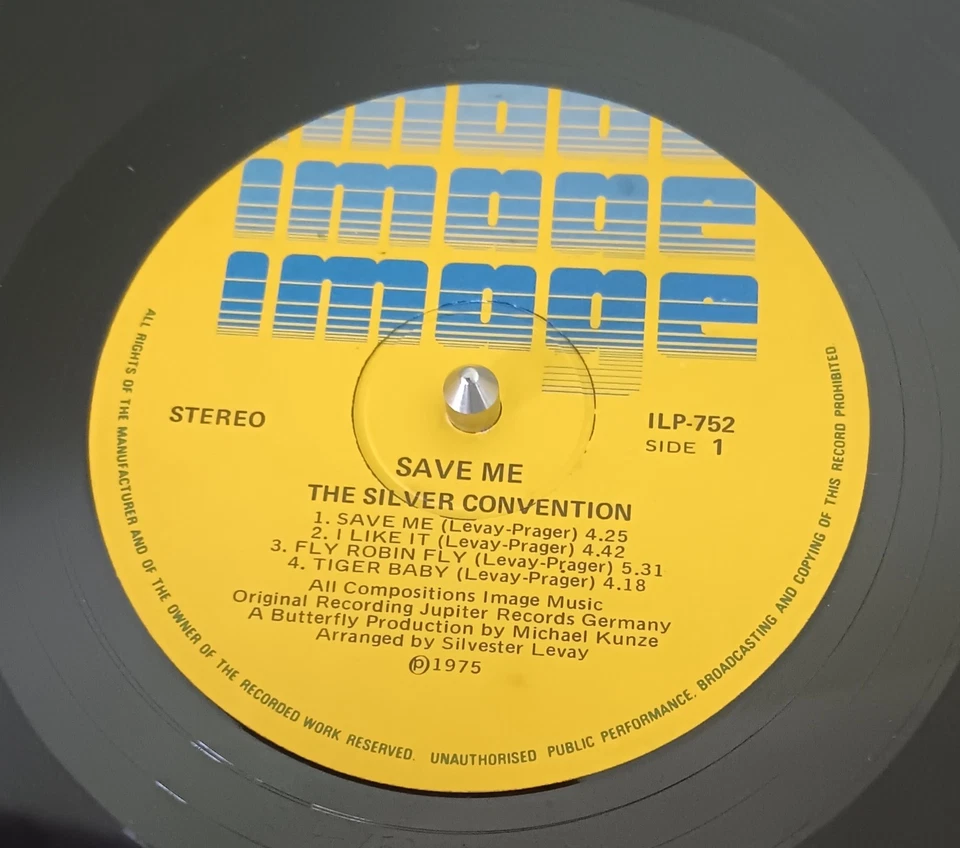 image
image
image
STEREO
ILP-752
SIDE 1
SAVE ME
THE SILVER CONVENTION
1. SAVE ME (Levay-Prager) 4.25
2. I LIKE IT (Levay-Prager) 4.42
3. FLY ROBIN FLY (Levay-Prager) 5.31
4. TIGER BABY (Levay-Prager) 4.18
All Compositions Image Music
Original Recording Jupiter Records Germany
A Butterfly Production by Michael Kunze
Arranged by Silvester Levay
℗1975
ALL RIGHTS OF THE MANUFACTURER AND OF THE OWNER OF THE RECORDED WORK RESERVED. UNAUTHORISED PUBLIC PERFORMANCE, BROADCASTING AND COPYING OF THIS RECORD PROHIBITED